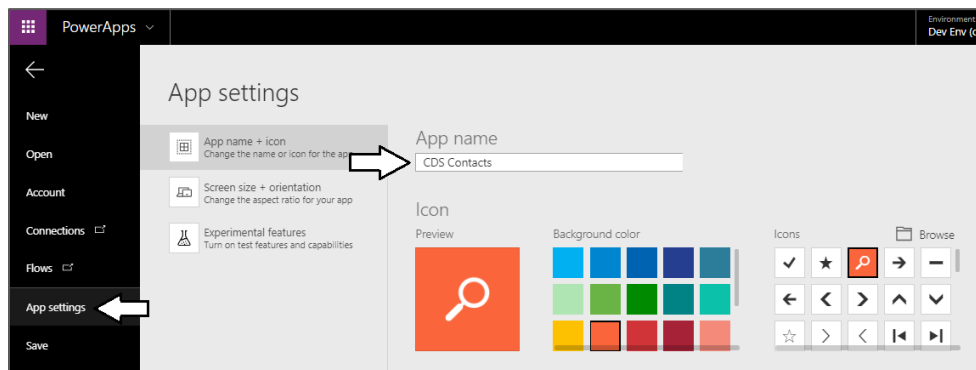 PowerApps
Environment
Dev Env (
New
Open
Account
Connections
Flows
App settings
Save
App settings
App name + icon
Change the name or icon for the app
Screen size + orientation
Change the aspect ratio for your app
Experimental features
Turn on test features and capabilities
App name
CDS Contacts
Icon
Preview
Background color
Icons
Browse